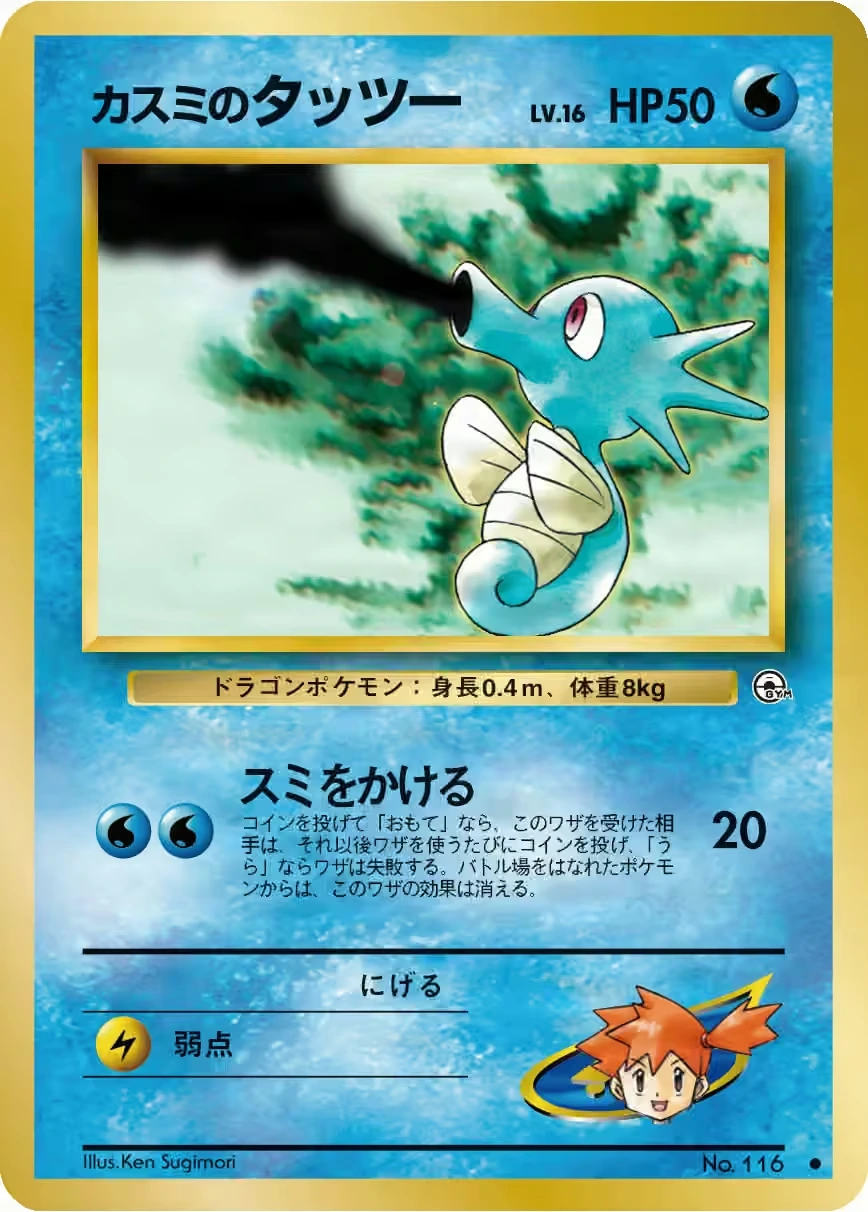 カスミのタッツー LV.16 HP50
ドラゴンポケモン：身長0.4m、体重8kg
GYM
スミをかける
コインを投げて「おもて」なら、このワザを受けた相
手は、それ以後ワザを使うたびにコインを投げ、「う
ら」ならワザは失敗する。バトル場をはなれたポケモ
ンからは、このワザの効果は消える。
20
にげる
弱点
Illus.Ken Sugimori No. 116